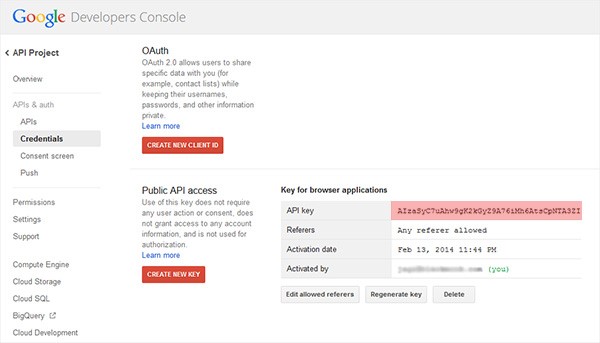 Google Developers Console
API Project
Overview
APIs & auth
APIs
Credentials
Consent screen
Push
Permissions
Settings
Support
Compute Engine
Cloud Storage
Cloud SQL
BigQuery
Cloud Development
OAuth
OAuth 2.0 allows users to share
specific data with you (for
example, contact lists) while
keeping their usernames,
passwords, and other information
private.
Learn more
CREATE NEW CLIENT ID
Public API access
Use of this key does not require
any user action or consent, does
not grant access to any account
information, and is not used for
authorization.
Learn more
CREATE NEW KEY
Key for browser applications
API key
Referers Any referer allowed
Activation date Feb 13, 2014 11:44 PM
Activated by (you)
Edit allowed referers Regenerate key Delete